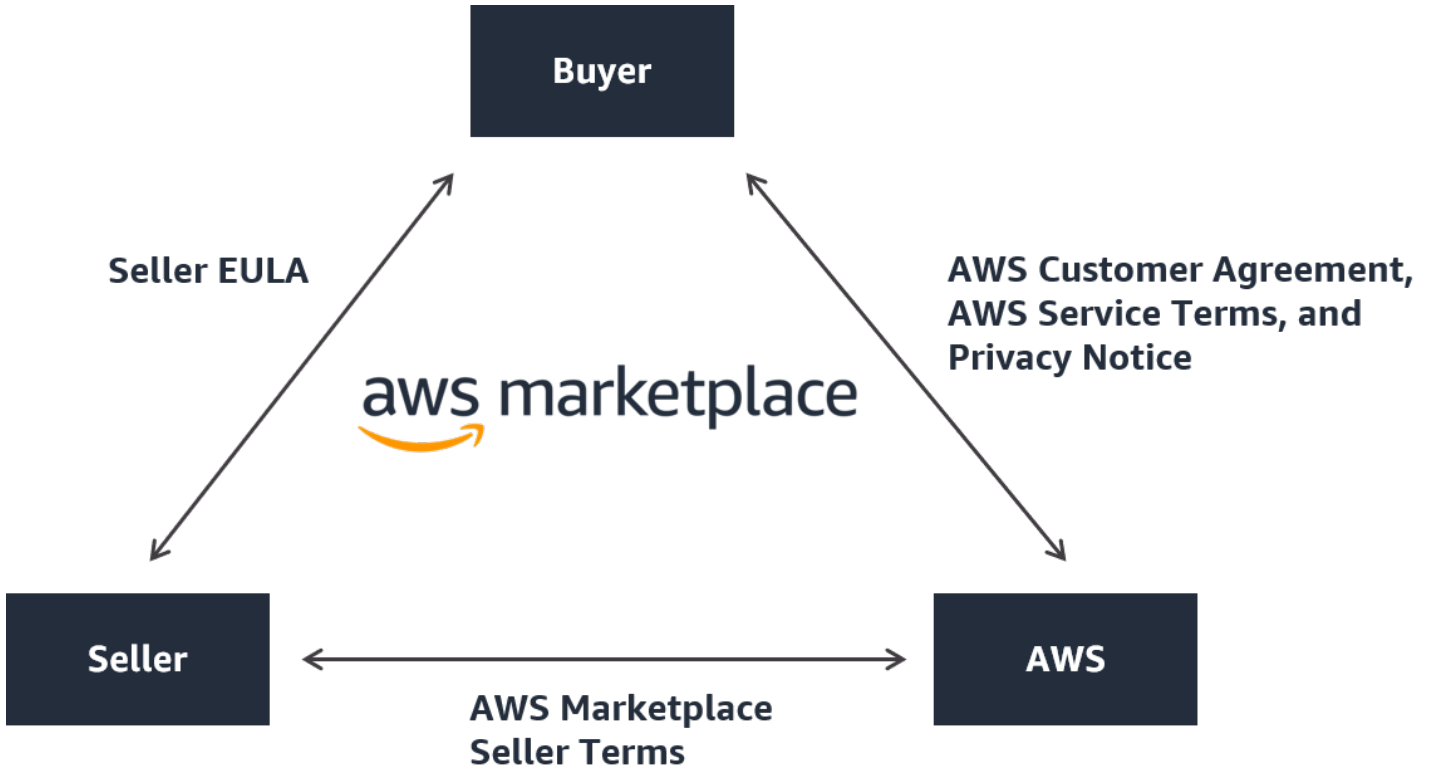 Buyer
Seller EULA
AWS Customer Agreement,
AWS Service Terms, and
Privacy Notice
aws marketplace
Seller
AWS
AWS Marketplace
Seller Terms